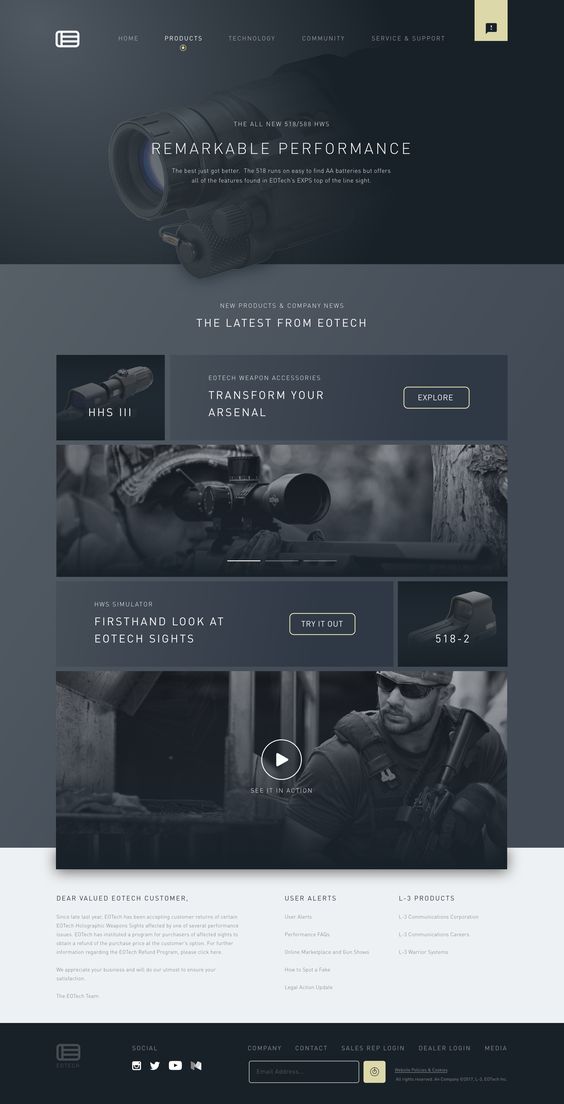 HOME PRODUCTS TECHNOLOGY COMMUNITY SERVICE & SUPPORT
THE ALL NEW 518/588 HWS
REMARKABLE PERFORMANCE
The best just got better. The 518 runs on easy to find AA batteries but offers
all of the features found in EOTech's EXPS top of the line sight.
NEW PRODUCTS & COMPANY NEWS
THE LATEST FROM EOTECH
HHS III
EOTECH WEAPON ACCESSORIES
TRANSFORM YOUR
ARSENAL
EXPLORE
HWS SIMULATOR
FIRSTHAND LOOK AT
EOTECH SIGHTS
TRY IT OUT
518-2
SEE IT IN ACTION
DEAR VALUED EOTECH CUSTOMER,
Since late last year, EOTech has been accepting customer returns of certain
EOTech Holographic Weapons Sights affected by one of several performance
issues. EOTech has instituted a program for purchasers of affected sights to
obtain a refund of the purchase price at the customer's option. For further
information regarding the EOTech Refund Program, please click here.
We appreciate your business and will do our utmost to ensure your
satisfaction.
The EOTech Team
USER ALERTS
User Alerts
Performance FAQs
Online Marketplace and Gun Shows
How to Spot a Fake
Legal Action Update
L-3 PRODUCTS
L-3 Communications Corporation
L-3 Communications Careers
L-3 Warrior Systems
EOTECH
SOCIAL
COMPANY CONTACT SALES REP LOGIN DEALER LOGIN MEDIA
Email Address...
Website Policies & Cookies
All rights reserved. An Company ©2017, L-3, EOTech Inc.